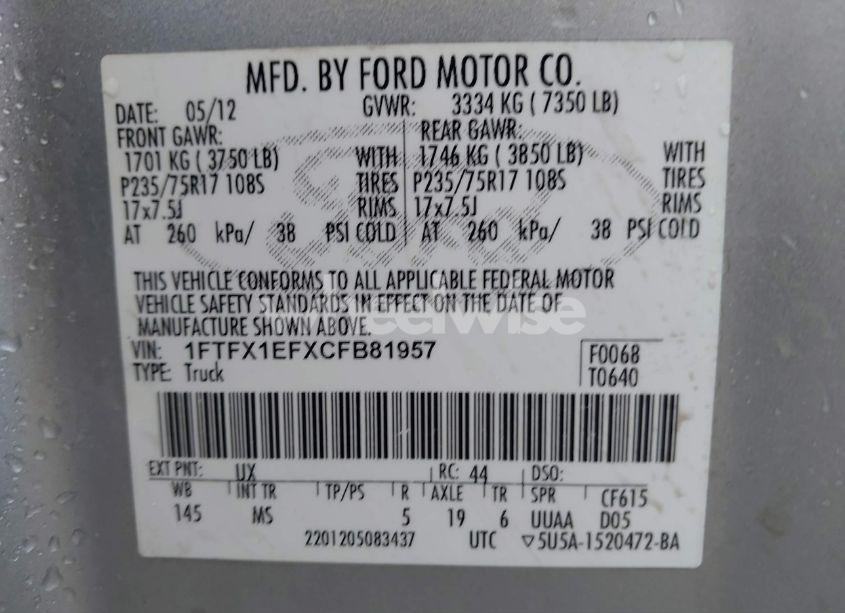 MFD. BY FORD MOTOR CO.
DATE: 05/12 GVWR: 3334 KG ( 7350 LB)
FRONT GAWR: REAR GAWR:
1701 KG ( 3750 LB) WITH 1746 KG ( 3850 LB) WITH
P235/75R17 108S TIRES P235/75R17 108S TIRES
17x7.5J RIMS 17x7.5J RIMS
AT 260 kPa/ 38 PSI COLD AT 260 kPa/ 38 PSI COLD
THIS VEHICLE CONFORMS TO ALL APPLICABLE FEDERAL MOTOR
VEHICLE SAFETY STANDARDS IN EFFECT ON THE DATE OF
MANUFACTURE SHOWN ABOVE.
VIN: 1FTFX1EFXCFB81957 F0068
TYPE: Truck T0640
EXT PNT: UX RC: 44 DSO:
WB INT TR TP/PS R AXLE TR SPR CF615
145 MS 5 19 6 UUAA D05
2201205083437 UTC ▽5U5A-1520472-BA